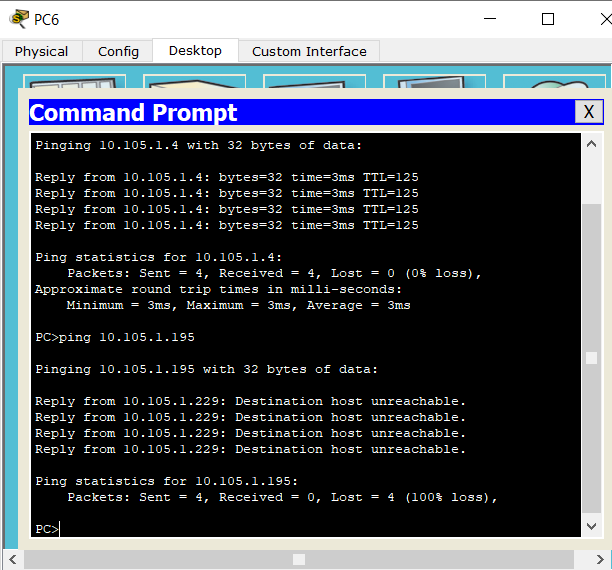 PC6
Physical Config Desktop Custom Interface
Command Prompt X
Pinging 10.105.1.4 with 32 bytes of data:
Reply from 10.105.1.4: bytes=32 time=3ms TTL=125
Reply from 10.105.1.4: bytes=32 time=3ms TTL=125
Reply from 10.105.1.4: bytes=32 time=3ms TTL=125
Reply from 10.105.1.4: bytes=32 time=3ms TTL=125
Ping statistics for 10.105.1.4:
Packets: Sent = 4, Received = 4, Lost = 0 (0% loss),
Approximate round trip times in milli-seconds:
Minimum = 3ms, Maximum = 3ms, Average = 3ms
PC>ping 10.105.1.195
Pinging 10.105.1.195 with 32 bytes of data:
Reply from 10.105.1.229: Destination host unreachable.
Reply from 10.105.1.229: Destination host unreachable.
Reply from 10.105.1.229: Destination host unreachable.
Reply from 10.105.1.229: Destination host unreachable.
Ping statistics for 10.105.1.195:
Packets: Sent = 4, Received = 0, Lost = 4 (100% loss),
PC>